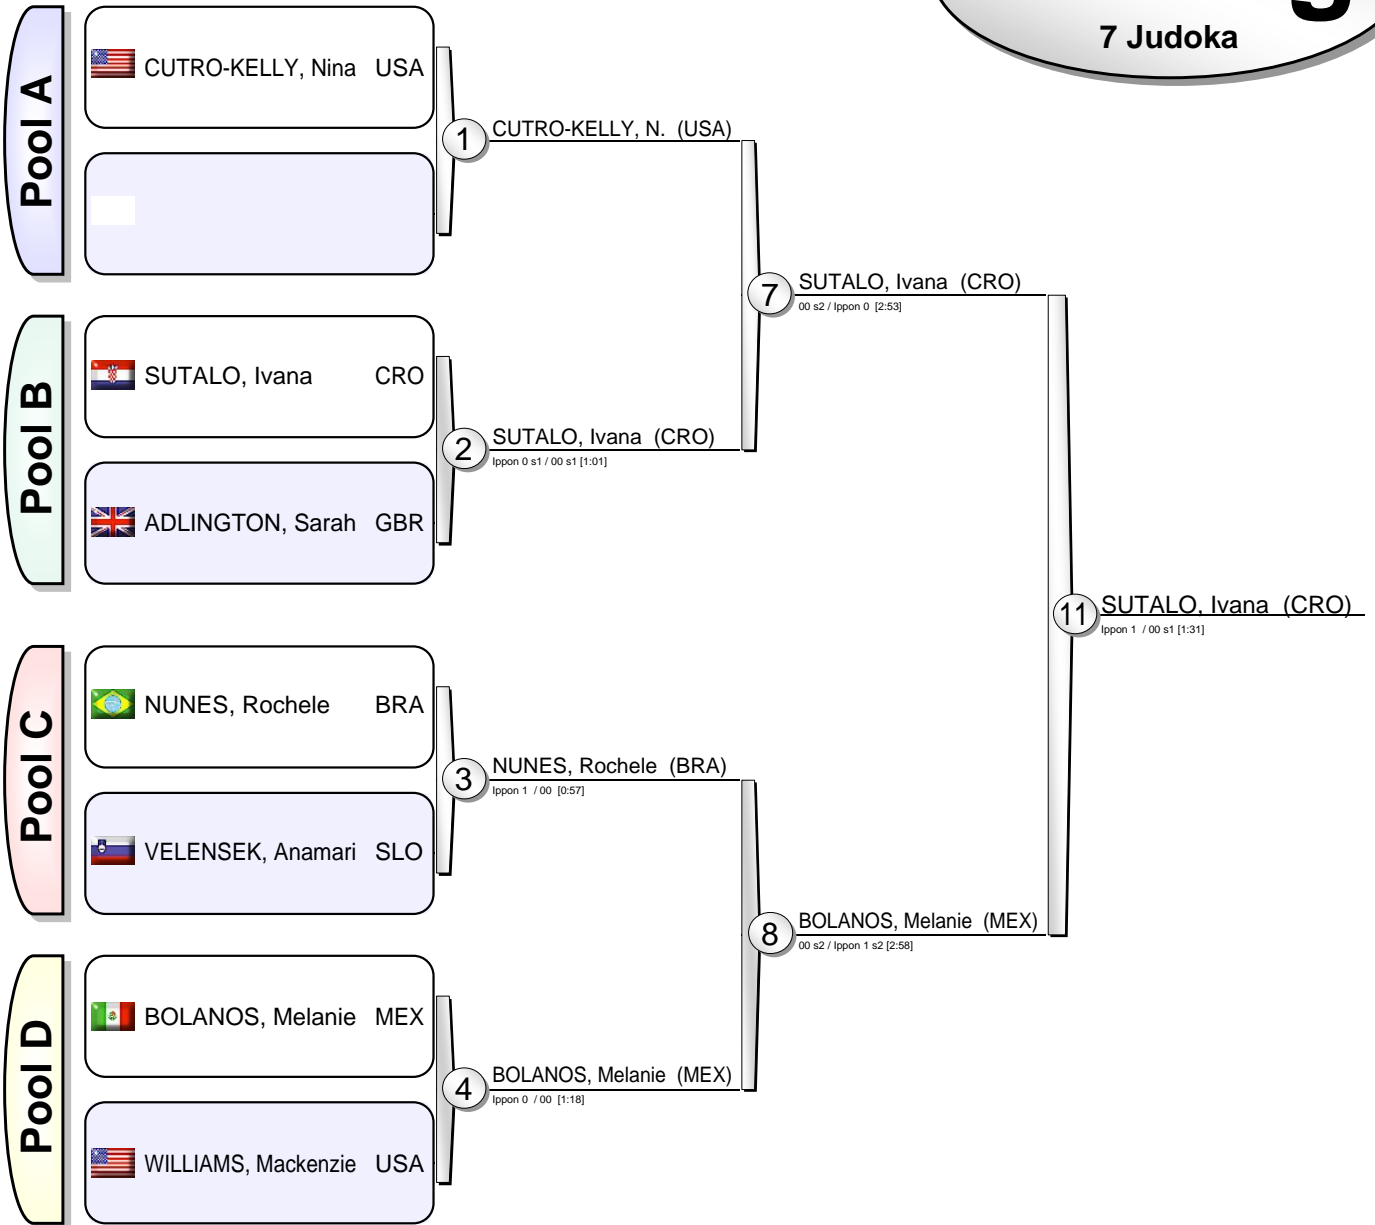 7 Judoka
Pool A
CUTRO-KELLY, Nina USA
1
CUTRO-KELLY, N. (USA)
7
SUTALO, Ivana (CRO)
00 s2 / Ippon 0 [2:53]
Pool B
SUTALO, Ivana CRO
2
SUTALO, Ivana (CRO)
Ippon 0 s1 / 00 s1 [1:01]
ADLINGTON, Sarah GBR
11
SUTALO, Ivana (CRO)
Ippon 1 / 00 s1 [1:31]
Pool C
NUNES, Rochele BRA
3
NUNES, Rochele (BRA)
Ippon 1 / 00 [0:57]
VELENSEK, Anamari SLO
8
BOLANOS, Melanie (MEX)
00 s2 / Ippon 1 s2 [2:58]
Pool D
BOLANOS, Melanie MEX
4
BOLANOS, Melanie (MEX)
Ippon 0 / 00 [1:18]
WILLIAMS, Mackenzie USA